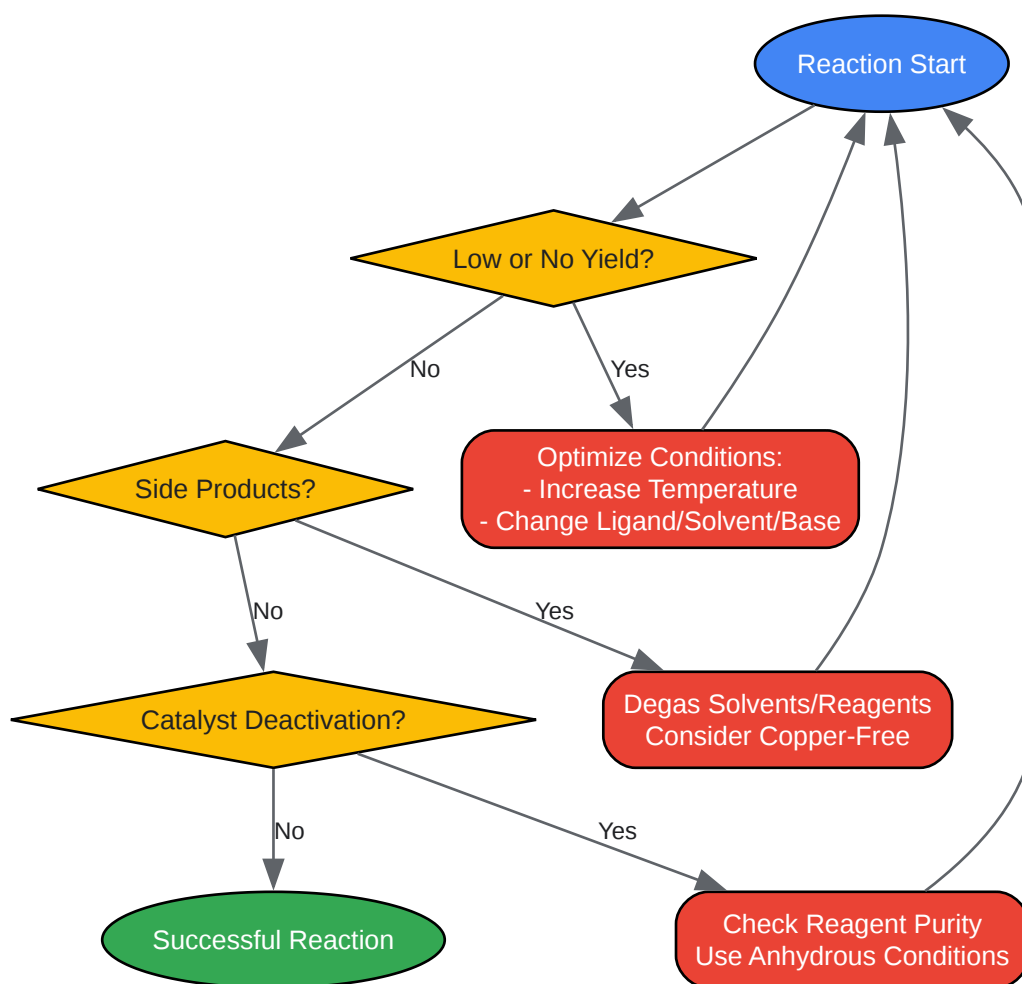 Reaction Start
Low or No Yield?
No
Yes
Optimize Conditions:
- Increase Temperature
- Change Ligand/Solvent/Base
Side Products?
No
Yes
Degas Solvents/Reagents
Consider Copper-Free
Catalyst Deactivation?
No
Yes
Successful Reaction
Check Reagent Purity
Use Anhydrous Conditions